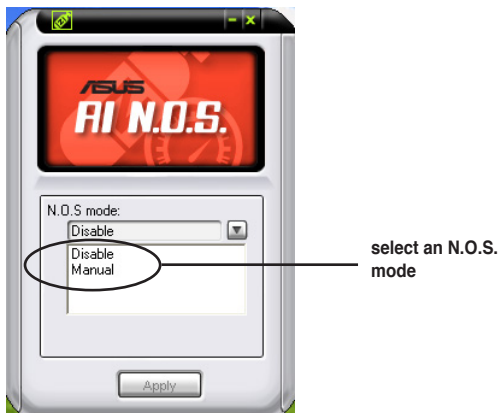 ASUS
AI N.O.S.
N.O.S mode:
Disable
Disable
Manual
select an N.O.S.
mode
Apply